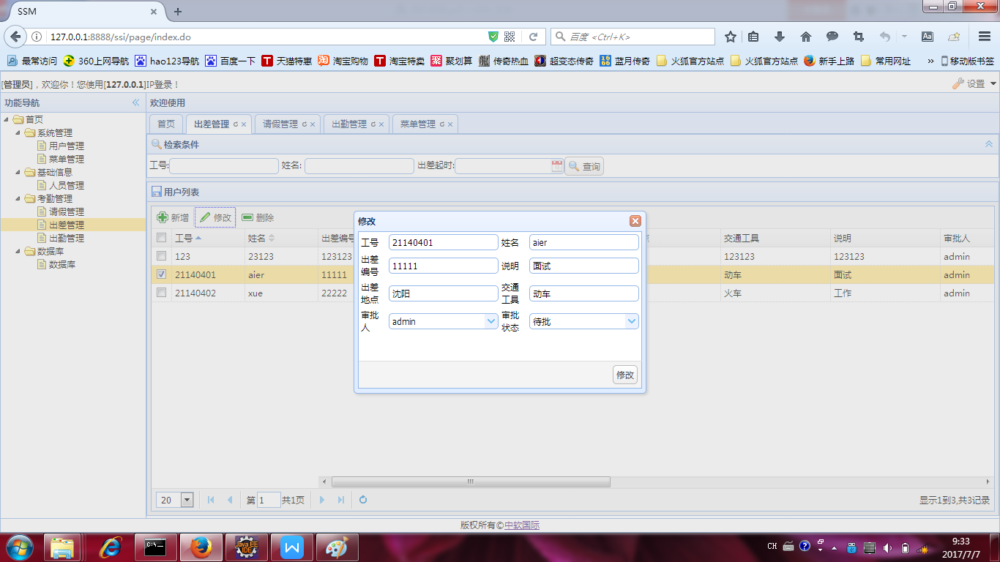 SSM
127.0.0.1:8888/ssi/page/index.do
百度 <Ctrl+K>
最常访问 360上网导航 hao123导航 百度一下 天猫特惠 淘宝购物 淘宝特卖 聚划算 传奇热血 超变态传奇 蓝月传奇 火狐官方站点 火狐官方站点 新手上路 常用网址 » 移动版书签
[管理员]，欢迎你！您使用[127.0.0.1]IP登录！ 设置
功能导航 欢迎使用
首页
系统管理
用户管理
菜单管理
基础信息
人员管理
考勤管理
请假管理
出差管理
出勤管理
数据库
数据库
首页 出差管理 请假管理 出勤管理 菜单管理
检索条件
工号: 姓名: 出差起时: 查询
用户列表
新增 修改 删除
工号 姓名 出差编号 交通工具 说明 审批人
123 23123 123123 123123 123123 admin
21140401 aier 11111 动车 面试 admin
21140402 xue 22222 火车 工作 admin
修改
工号 21140401 姓名 aier
出差编号 11111 说明 面试
出差地点 沈阳 交通工具 动车
审批人 admin 审批状态 待批
修改
20 第 1 共1页 显示1到3,共3记录
版权所有©中软国际
C:\_ Java EE IDE W CH 9:33
2017/7/7